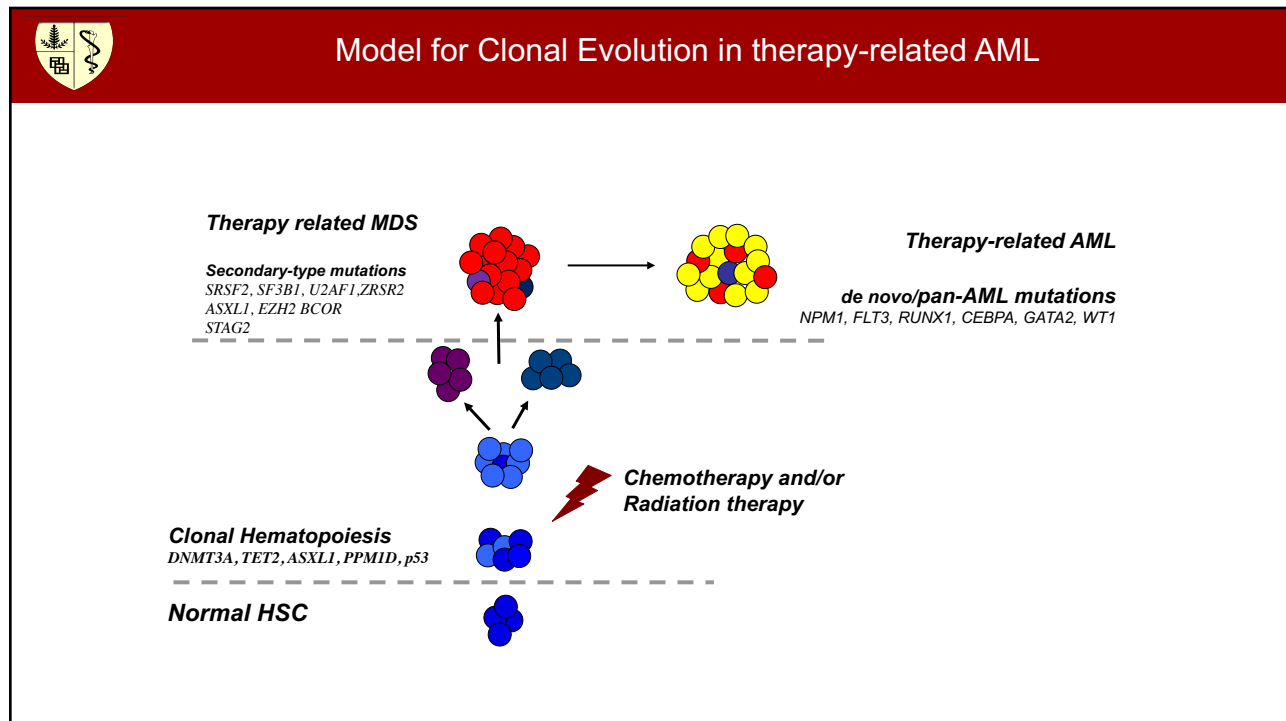 Model for Clonal Evolution in therapy-related AML
Therapy related MDS
Secondary-type mutations
SRSF2, SF3B1, U2AF1,ZRSR2
ASXL1, EZH2 BCOR
STAG2
Therapy-related AML
de novo/pan-AML mutations
NPM1, FLT3, RUNX1, CEBPA, GATA2, WT1
Chemotherapy and/or
Radiation therapy
Clonal Hematopoiesis
DNMT3A, TET2, ASXL1, PPM1D, p53
Normal HSC